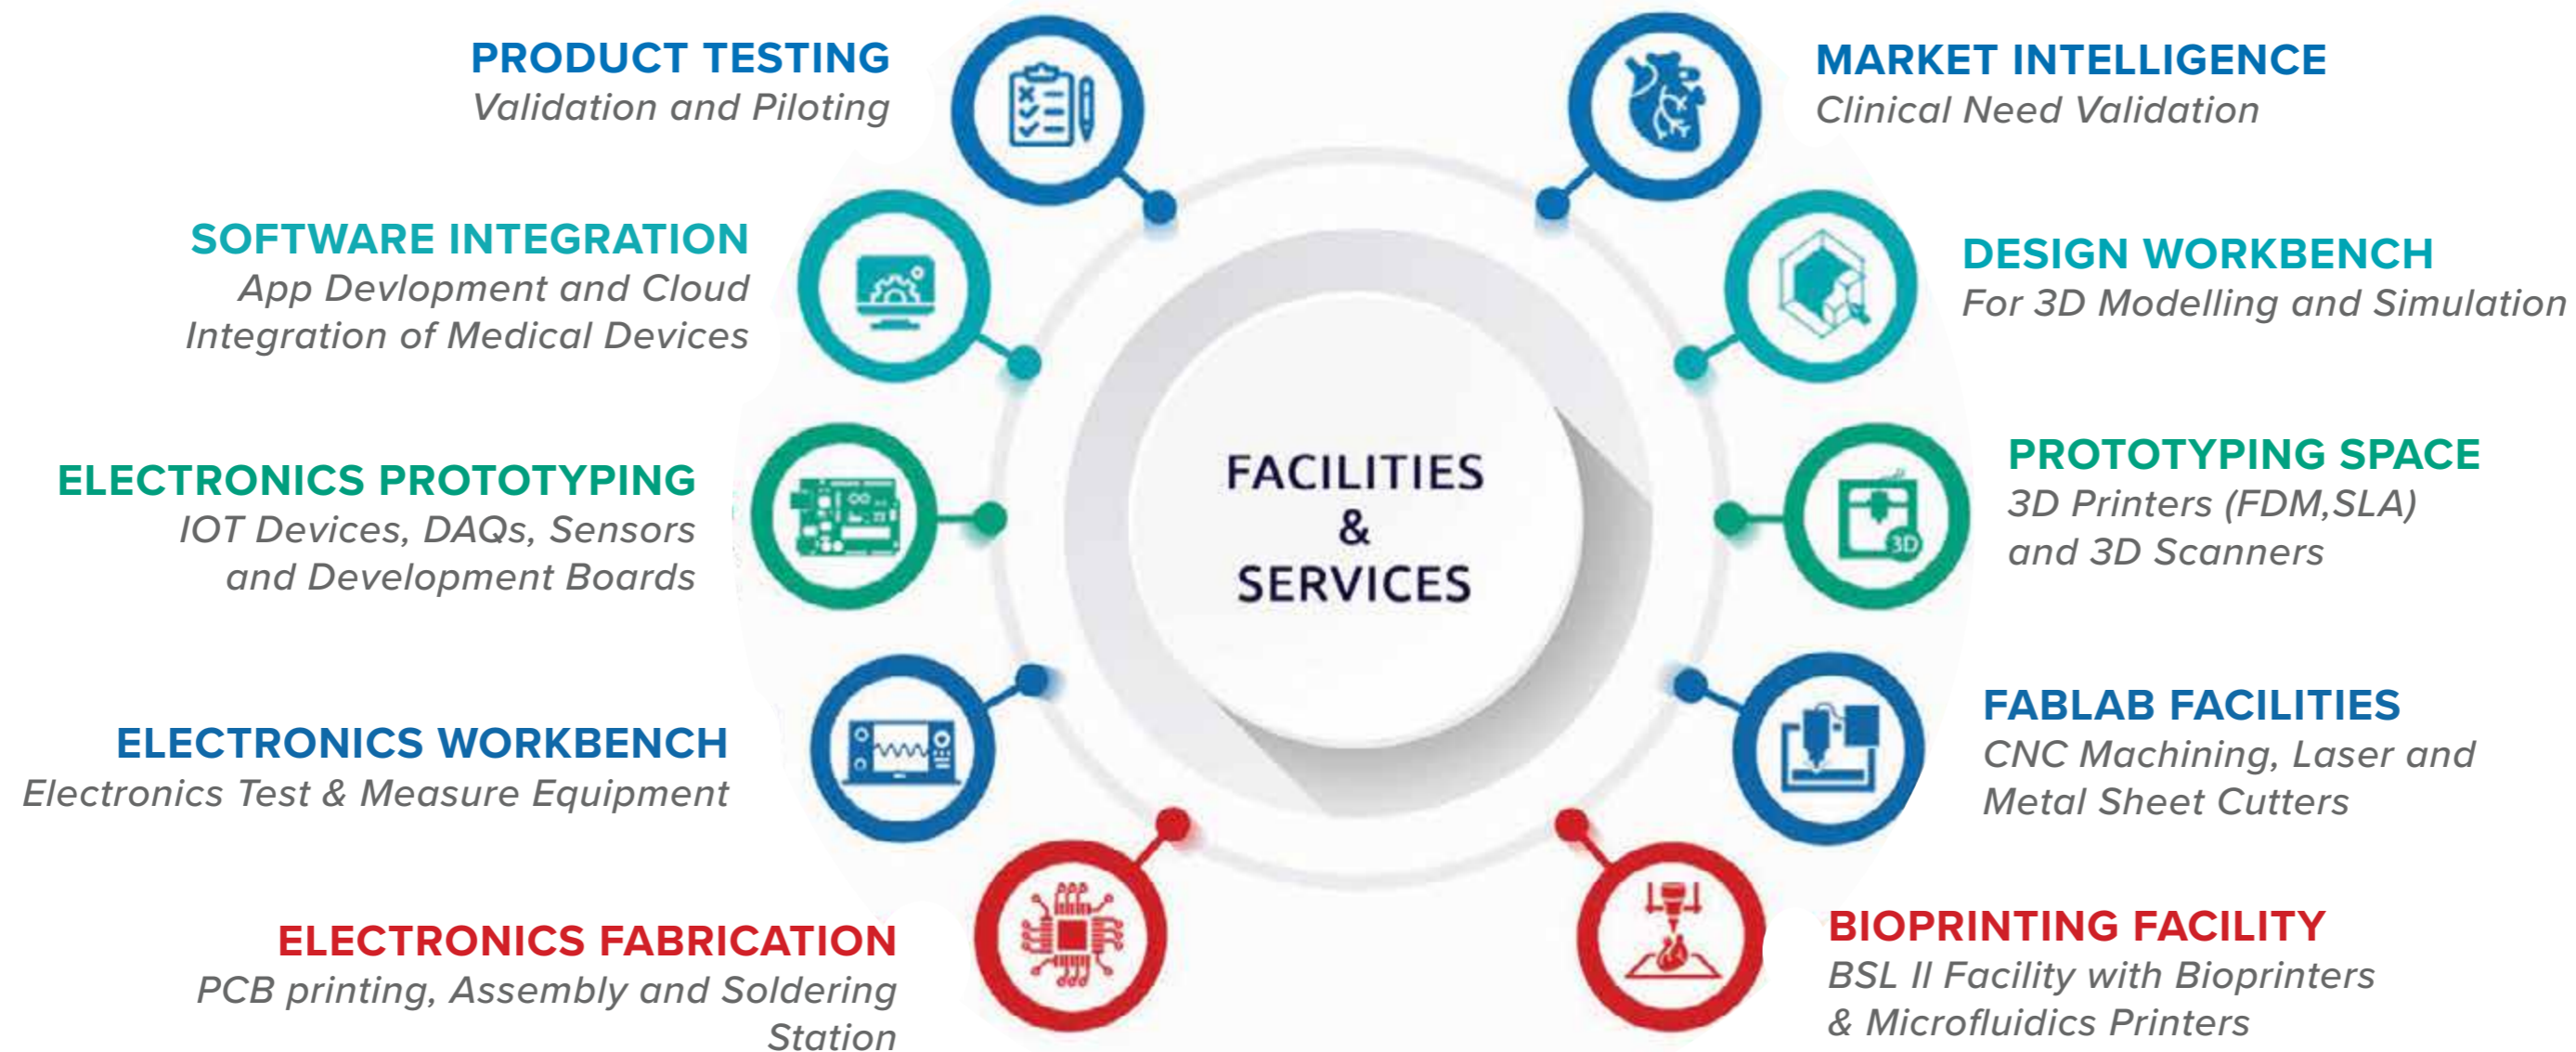 PRODUCT TESTING
Validation and Piloting
SOFTWARE INTEGRATION
App Devlopment and Cloud
Integration of Medical Devices
ELECTRONICS PROTOTYPING
IOT Devices, DAQs, Sensors
and Development Boards
ELECTRONICS WORKBENCH
Electronics Test & Measure Equipment
ELECTRONICS FABRICATION
PCB printing, Assembly and Soldering
Station
FACILITIES
&
SERVICES
MARKET INTELLIGENCE
Clinical Need Validation
DESIGN WORKBENCH
For 3D Modelling and Simulation
PROTOTYPING SPACE
3D Printers (FDM,SLA)
and 3D Scanners
3D
FABLAB FACILITIES
CNC Machining, Laser and
Metal Sheet Cutters
BIOPRINTING FACILITY
BSL II Facility with Bioprinters
& Microfluidics Printers